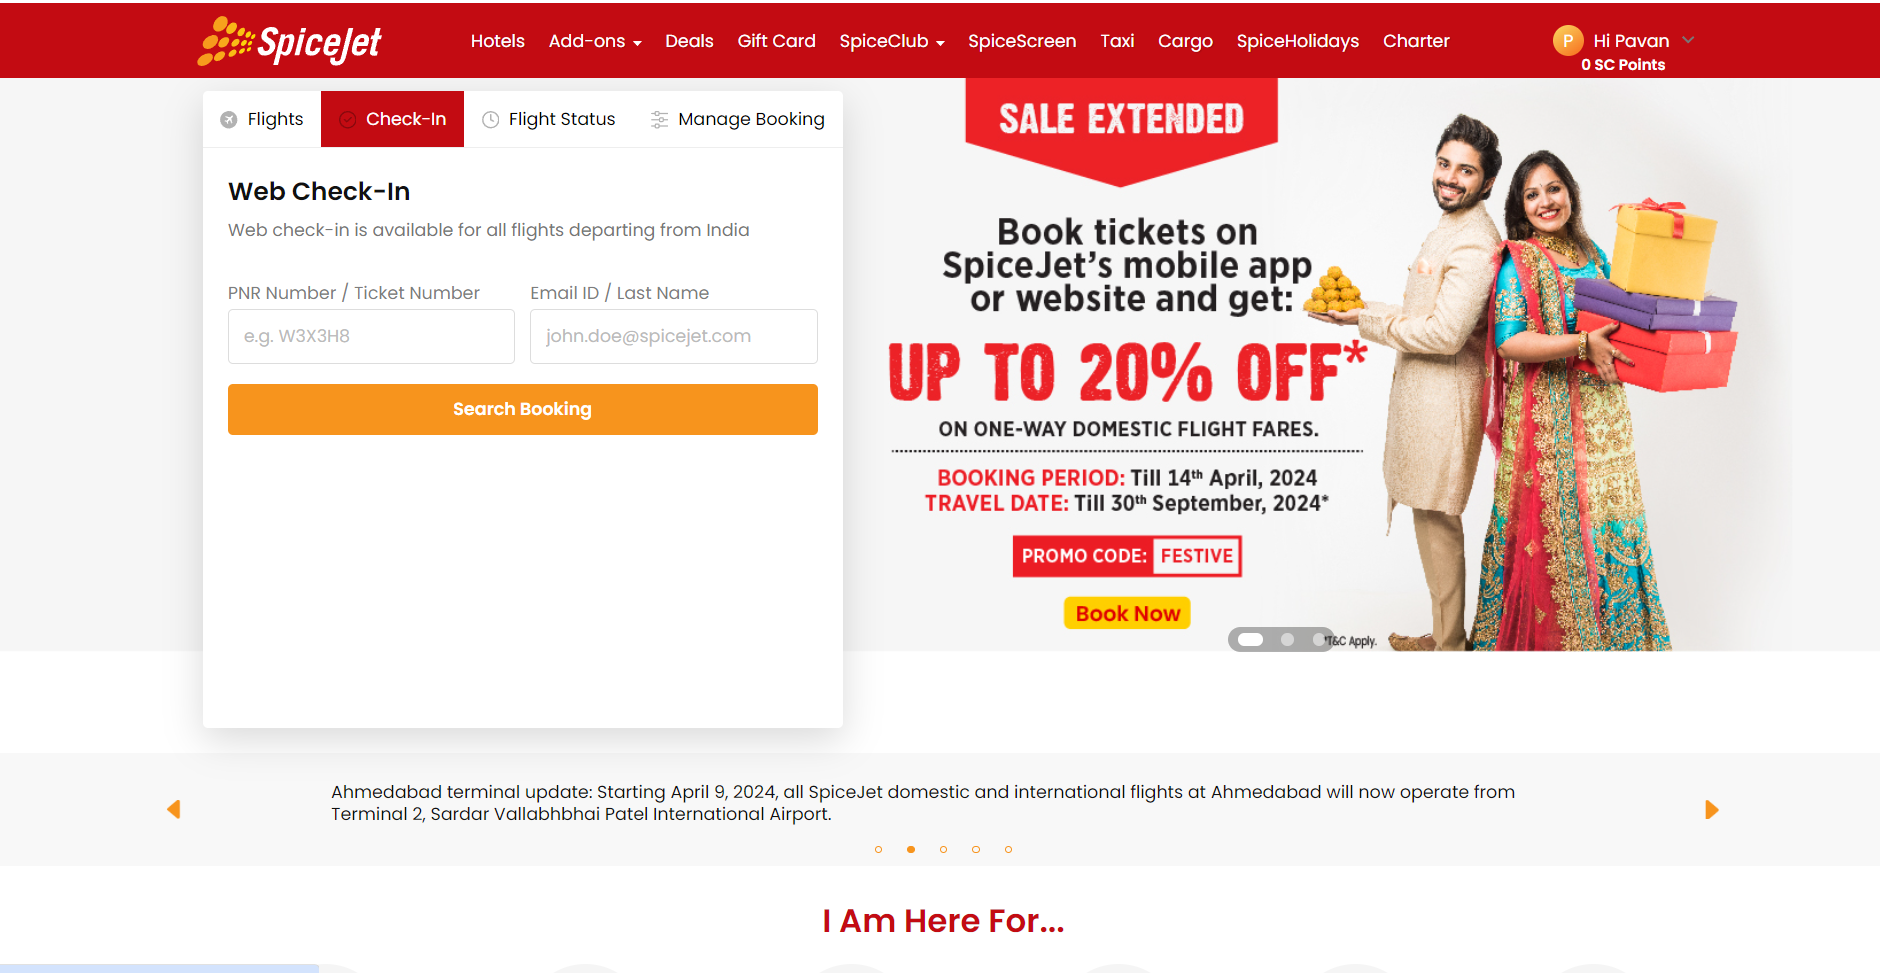 SpiceJet
Hotels Add-ons Deals Gift Card SpiceClub SpiceScreen Taxi Cargo SpiceHolidays Charter
P Hi Pavan
0 SC Points
Flights Check-In Flight Status Manage Booking
Web Check-In
Web check-in is available for all flights departing from India
PNR Number / Ticket Number Email ID / Last Name
e.g. W3X3H8 john.doe@spicejet.com
Search Booking
SALE EXTENDED
Book tickets on
SpiceJet's mobile app
or website and get:
UP TO 20% OFF*
ON ONE-WAY DOMESTIC FLIGHT FARES.
BOOKING PERIOD: Till 14th April, 2024
TRAVEL DATE: Till 30th September, 2024*
PROMO CODE: FESTIVE
Book Now
*T&C Apply.
Ahmedabad terminal update: Starting April 9, 2024, all SpiceJet domestic and international flights at Ahmedabad will now operate from
Terminal 2, Sardar Vallabhbhai Patel International Airport.
I Am Here For...